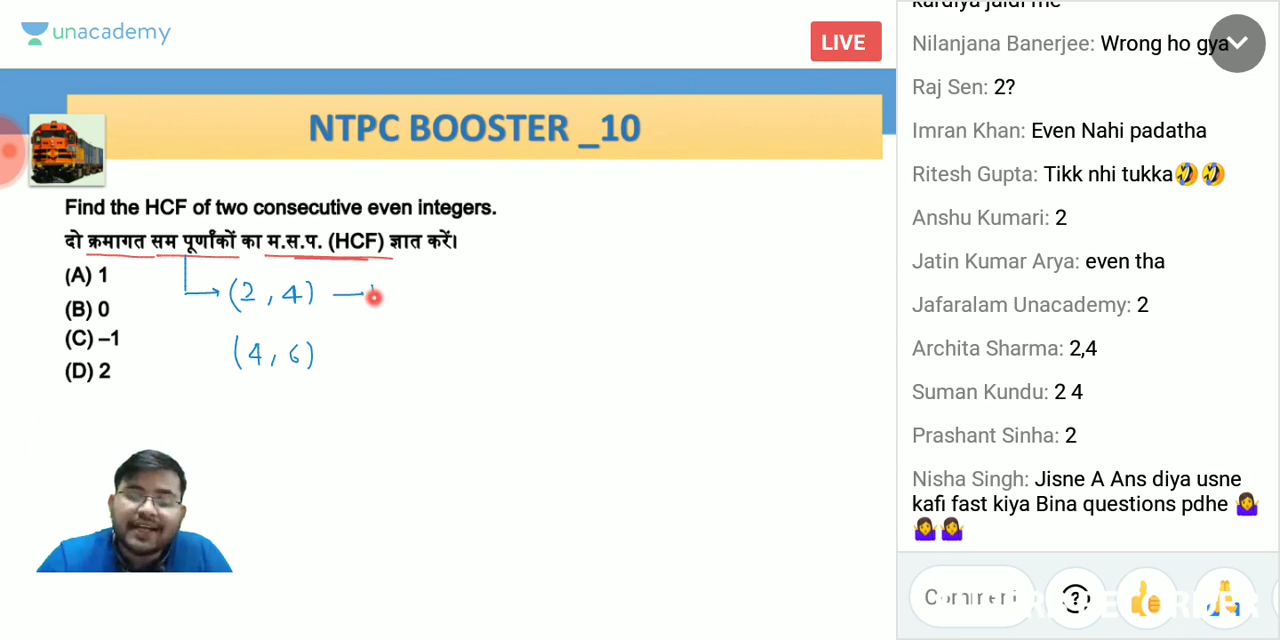 unacademy
LIVE
NTPC BOOSTER _10
Find the HCF of two consecutive even integers.
दो क्रमागत सम पूर्णांकों का म.स.प. (HCF) ज्ञात करें।
(A) 1
(B) 0
(C) –1
(D) 2
(2 , 4)
(4 , 6)
Nilanjana Banerjee: Wrong ho gya
Raj Sen: 2?
Imran Khan: Even Nahi padatha
Ritesh Gupta: Tikk nhi tukka🤣🤣
Anshu Kumari: 2
Jatin Kumar Arya: even tha
Jafaralam Unacademy: 2
Archita Sharma: 2,4
Suman Kundu: 2 4
Prashant Sinha: 2
Nisha Singh: Jisne A Ans diya usne
kafi fast kiya Bina questions pdhe 🤷‍♀️
🤷‍♀️🤷‍♀️